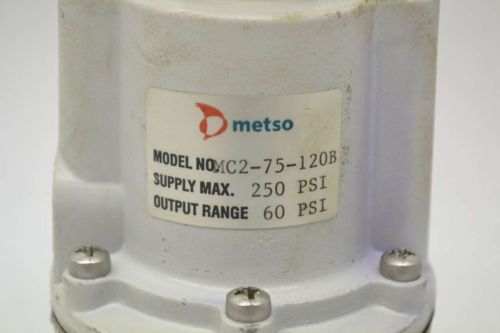 metso
MODEL NO. MC2-75-120B
SUPPLY MAX. 250 PSI
OUTPUT RANGE 60 PSI